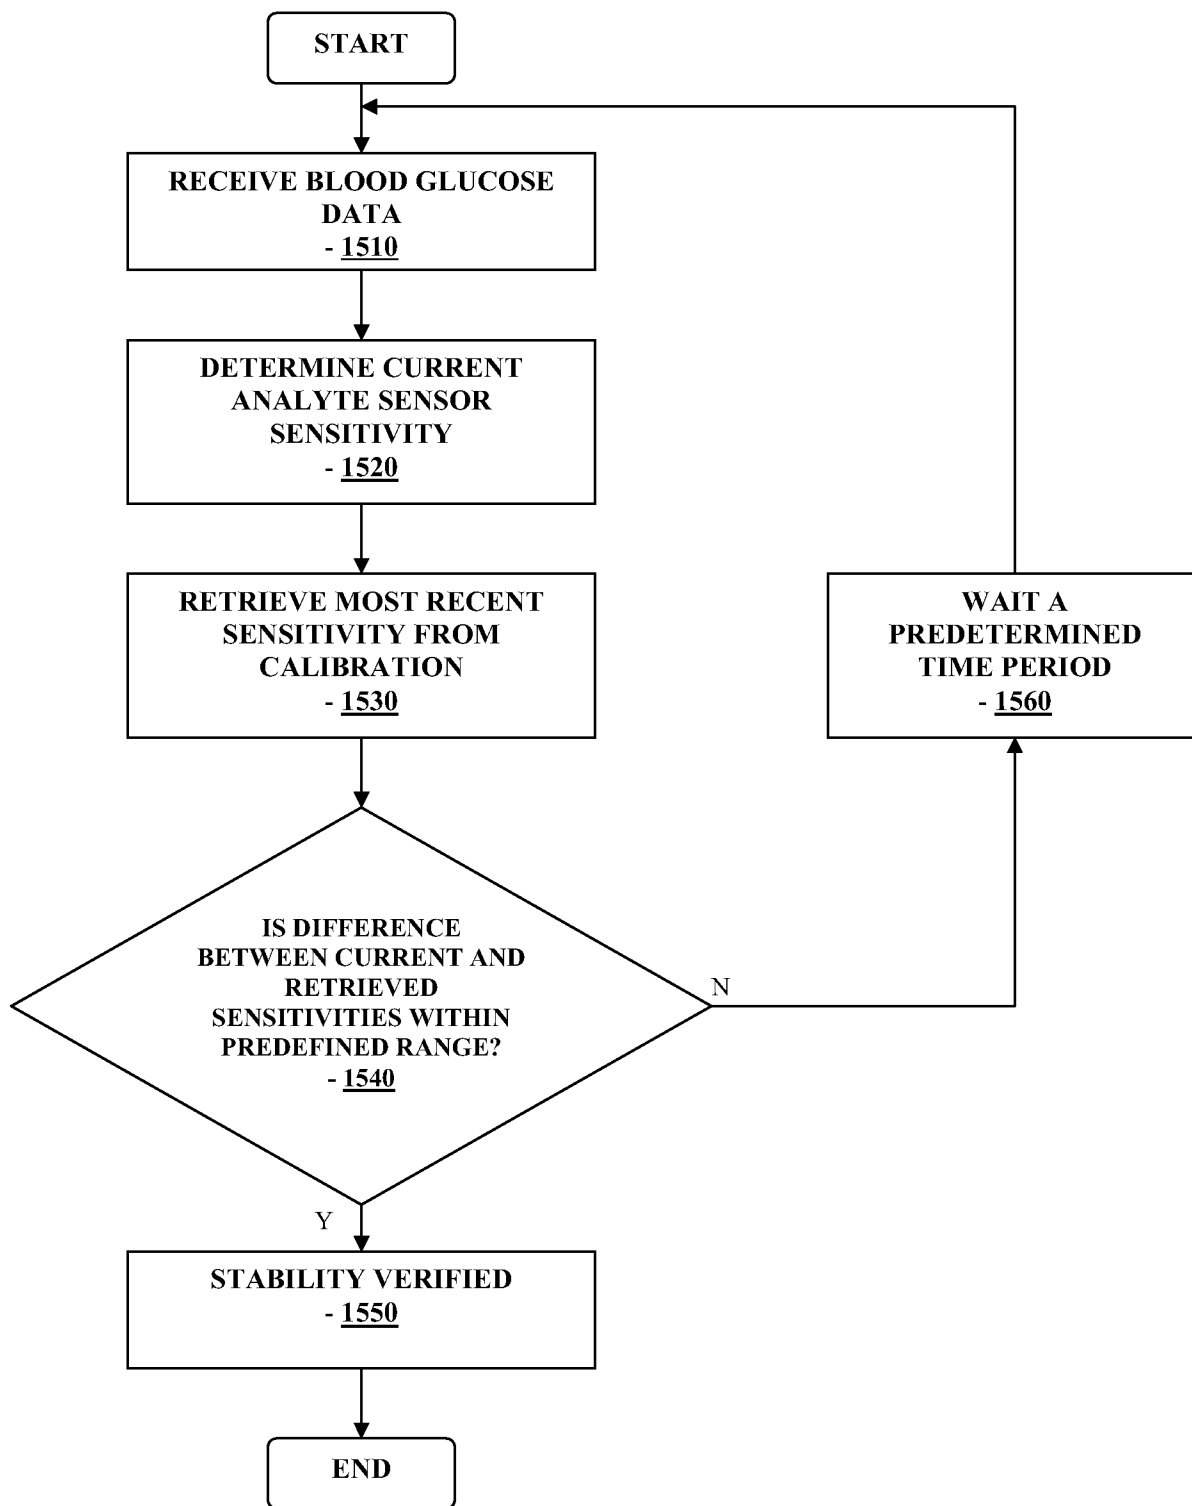 START
RECEIVE BLOOD GLUCOSE
DATA
- 1510
DETERMINE CURRENT
ANALYTE SENSOR
SENSITIVITY
- 1520
RETRIEVE MOST RECENT
SENSITIVITY FROM
CALIBRATION
- 1530
WAIT A
PREDETERMINED
TIME PERIOD
- 1560
IS DIFFERENCE
BETWEEN CURRENT AND
RETRIEVED
SENSITIVITIES WITHIN
PREDEFINED RANGE?
- 1540
N
Y
STABILITY VERIFIED
- 1550
END